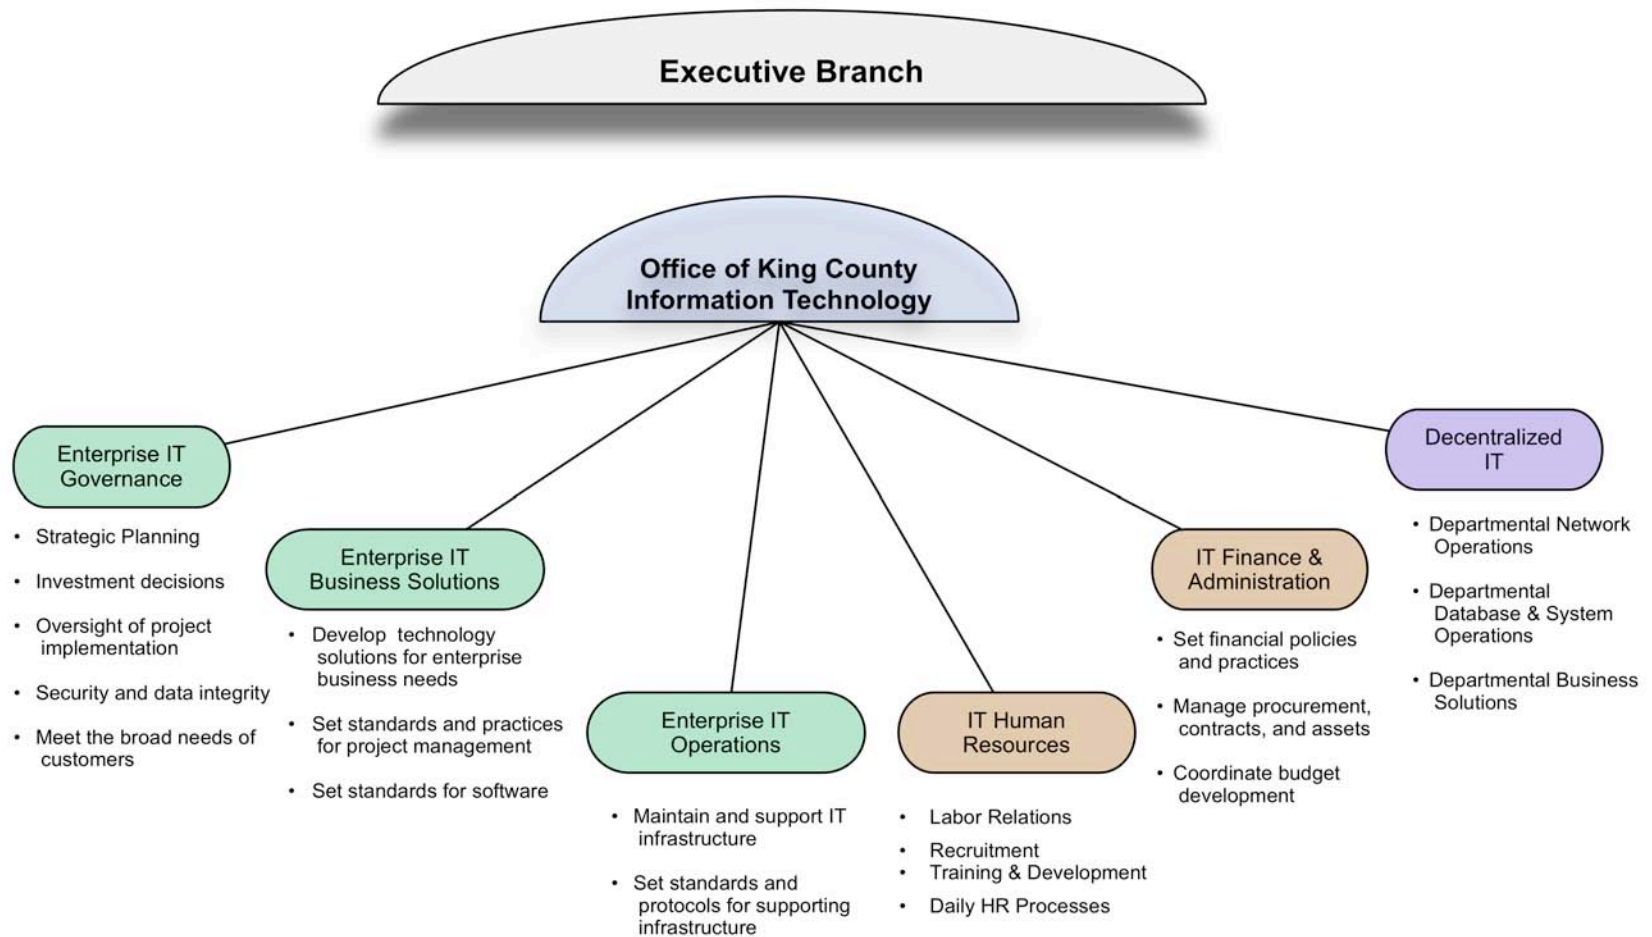 Executive Branch
Office of King County
Information Technology
Enterprise IT
Governance
• Strategic Planning
• Investment decisions
• Oversight of project
implementation
• Security and data integrity
• Meet the broad needs of
customers
Enterprise IT
Business Solutions
• Develop technology
solutions for enterprise
business needs
• Set standards and practices
for project management
• Set standards for software
Enterprise IT
Operations
• Maintain and support IT
infrastructure
• Set standards and
protocols for supporting
infrastructure
IT Human
Resources
• Labor Relations
• Recruitment
• Training & Development
• Daily HR Processes
IT Finance &
Administration
• Set financial policies
and practices
• Manage procurement,
contracts, and assets
• Coordinate budget
development
Decentralized
IT
• Departmental Network
Operations
• Departmental
Database & System
Operations
• Departmental Business
Solutions